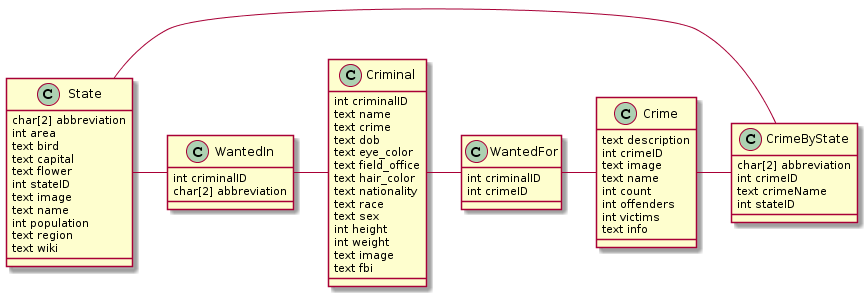 C State
char[2] abbreviation
int area
text bird
text capital
text flower
int stateID
text image
text name
int population
text region
text wiki
C WantedIn
int criminalID
char[2] abbreviation
C Criminal
int criminalID
text name
text crime
text dob
text eye_color
text field_office
text hair_color
text nationality
text race
text sex
int height
int weight
text image
text fbi
C WantedFor
int criminalID
int crimeID
C Crime
text description
int crimeID
text image
text name
int count
int offenders
int victims
text info
C CrimeByState
char[2] abbreviation
int crimeID
text crimeName
int stateID